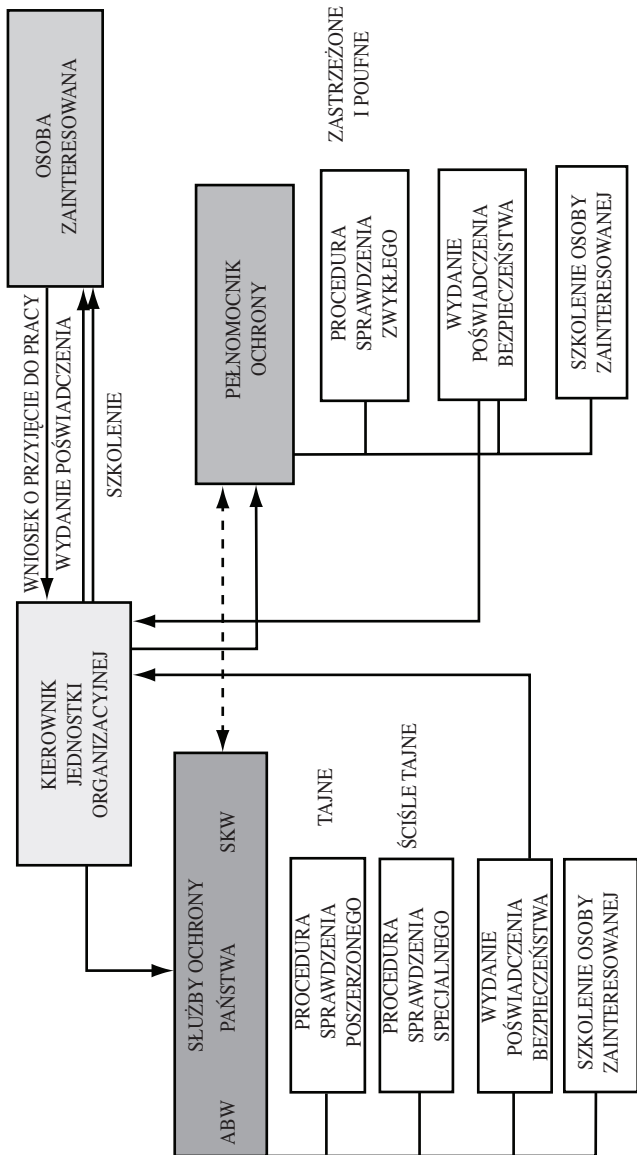 OSOBA
ZAINTERESOWANA
WNIOSEK O PRZYJĘCIE DO PRACY
WYDANIE POŚWIADCZENIA
SZKOLENIE
KIEROWNIK
JEDNOSTKI
ORGANIZACYJNEJ
SŁUŻBY OCHRONY
ABW PAŃSTWA SKW
PEŁNOMOCNIK
OCHRONY
PROCEDURA
SPRAWDZENIA
POSZERZONEGO
TAJNE
PROCEDURA
SPRAWDZENIA
SPECJALNEGO
ŚCIŚLE TAJNE
WYDANIE
POŚWIADCZENIA
BEZPIECZEŃSTWA
SZKOLENIE OSOBY
ZAINTERESOWANEJ
PROCEDURA
SPRAWDZENIA
ZWYKŁEGO
ZASTRZEŻONE
I POUFNE
WYDANIE
POŚWIADCZENIA
BEZPIECZEŃSTWA
SZKOLENIE OSOBY
ZAINTERESOWANEJ